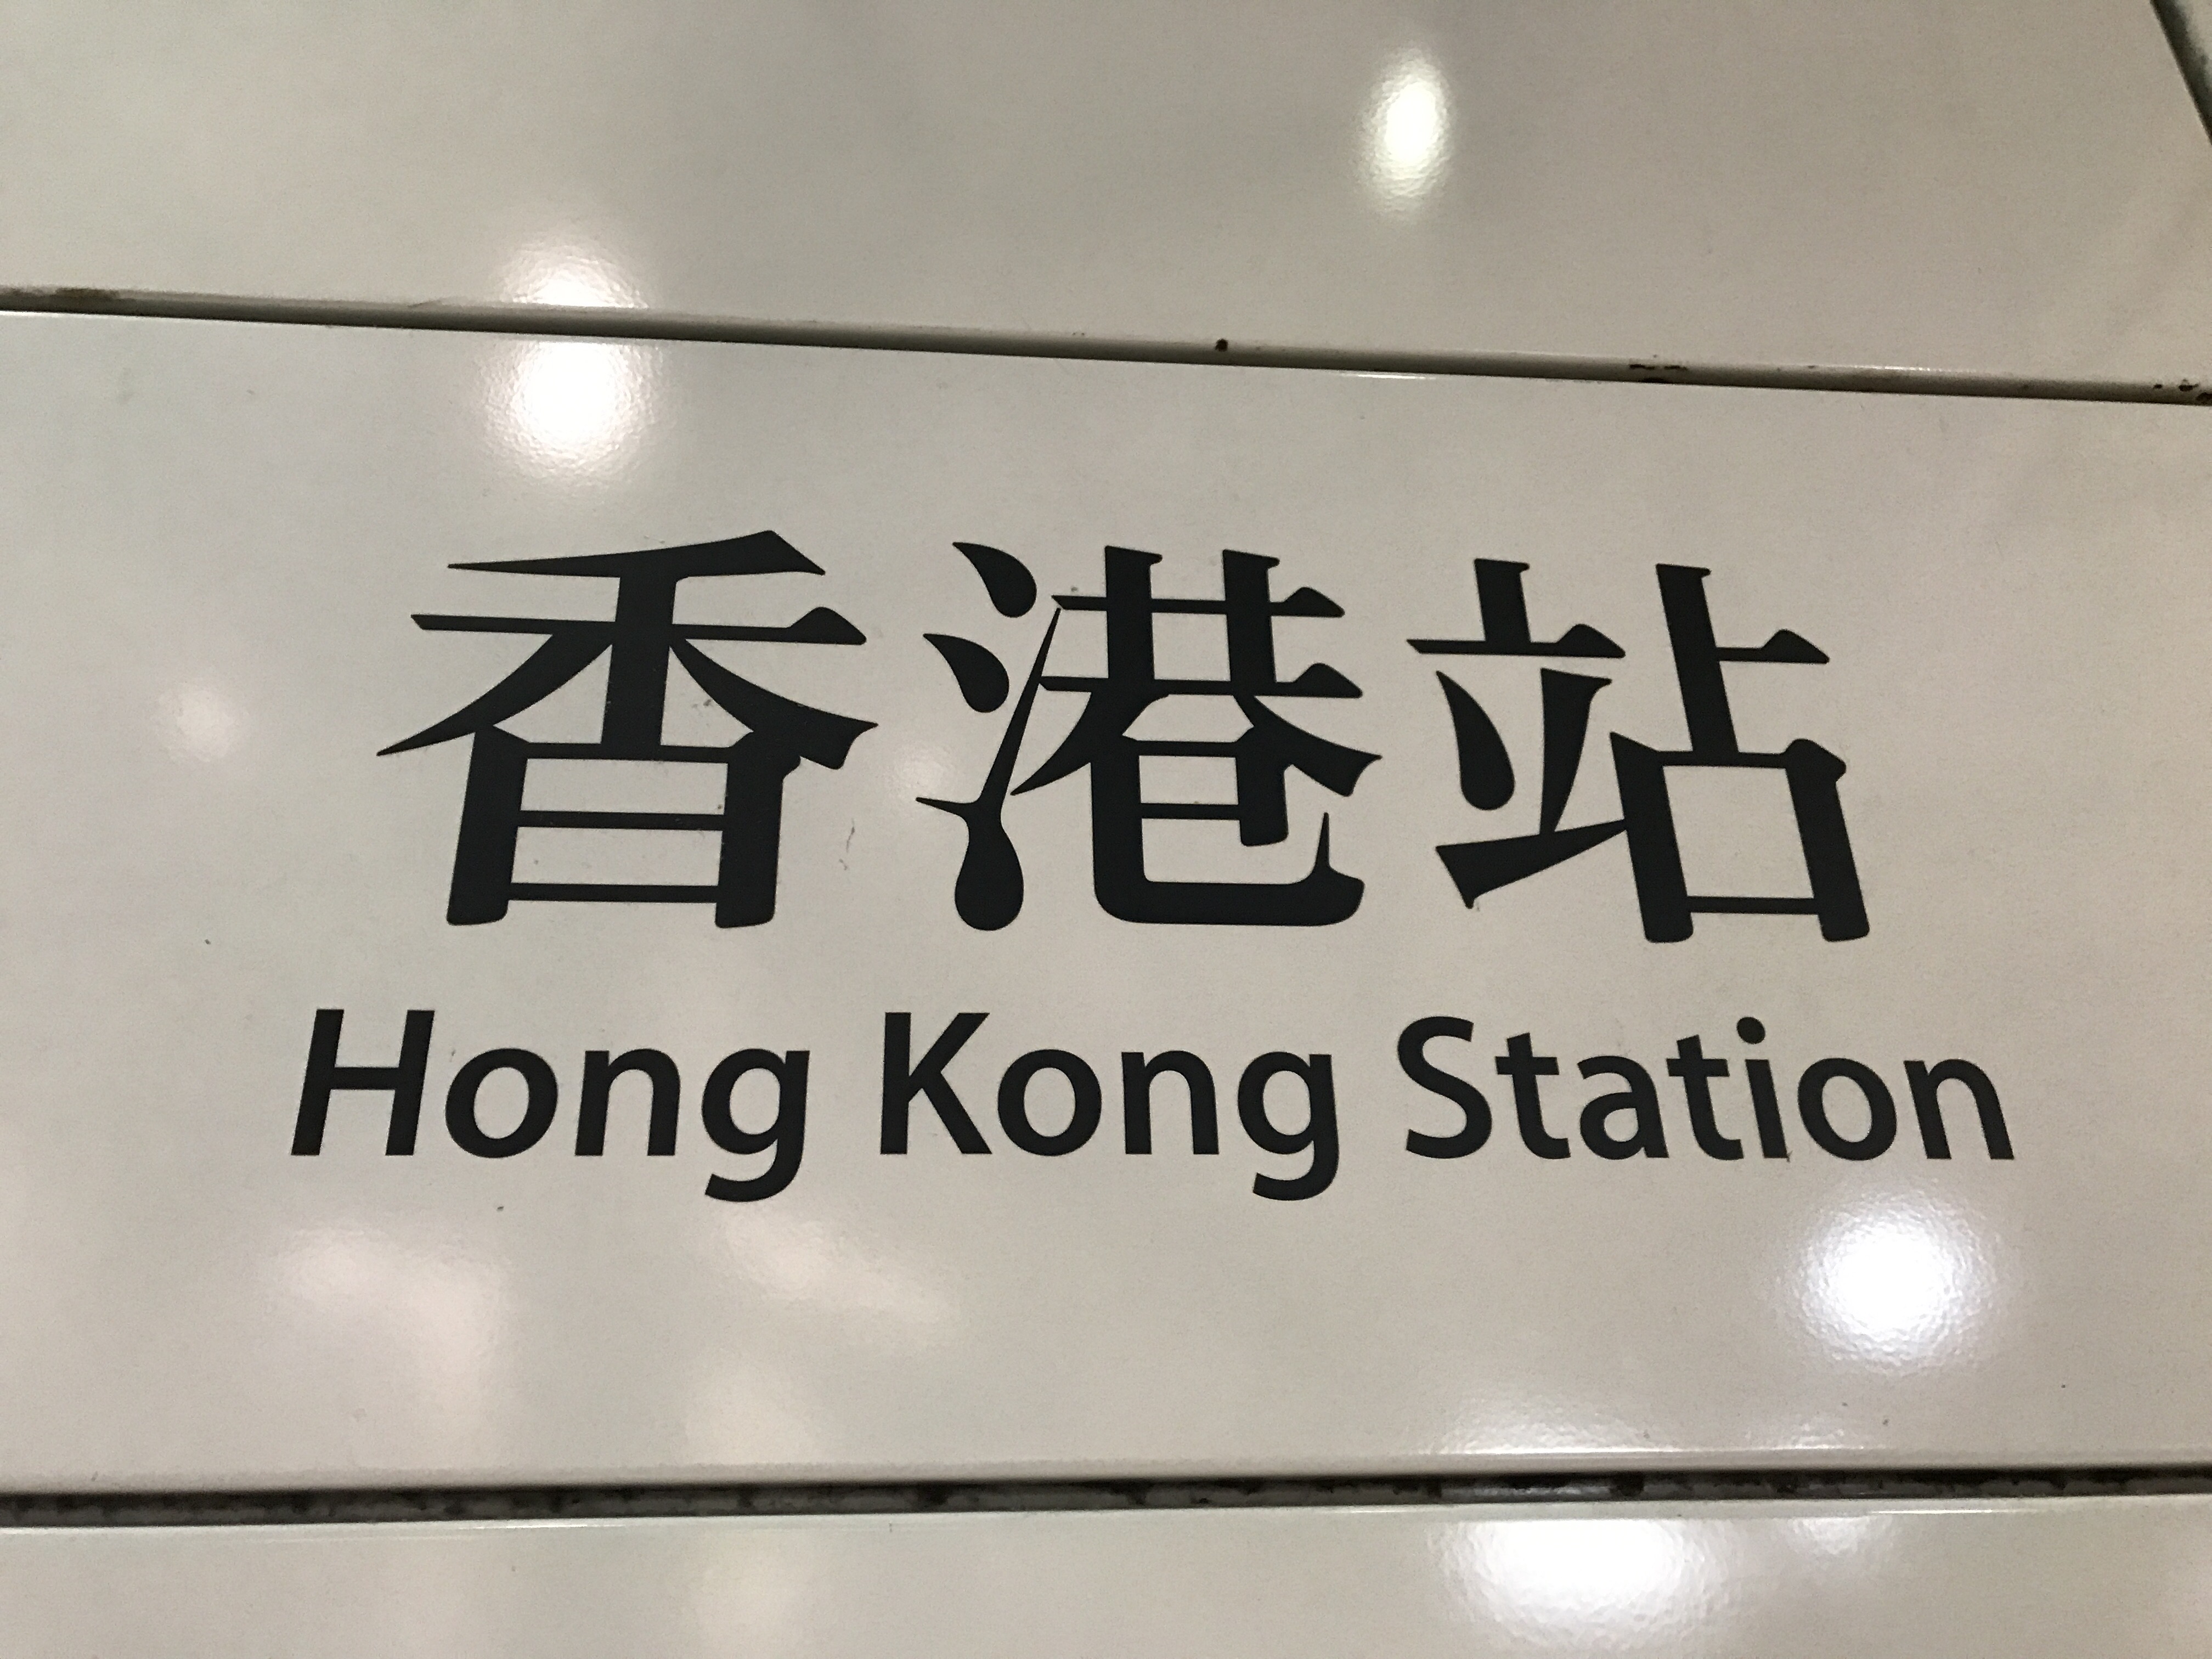 香港站
Hong Kong Station